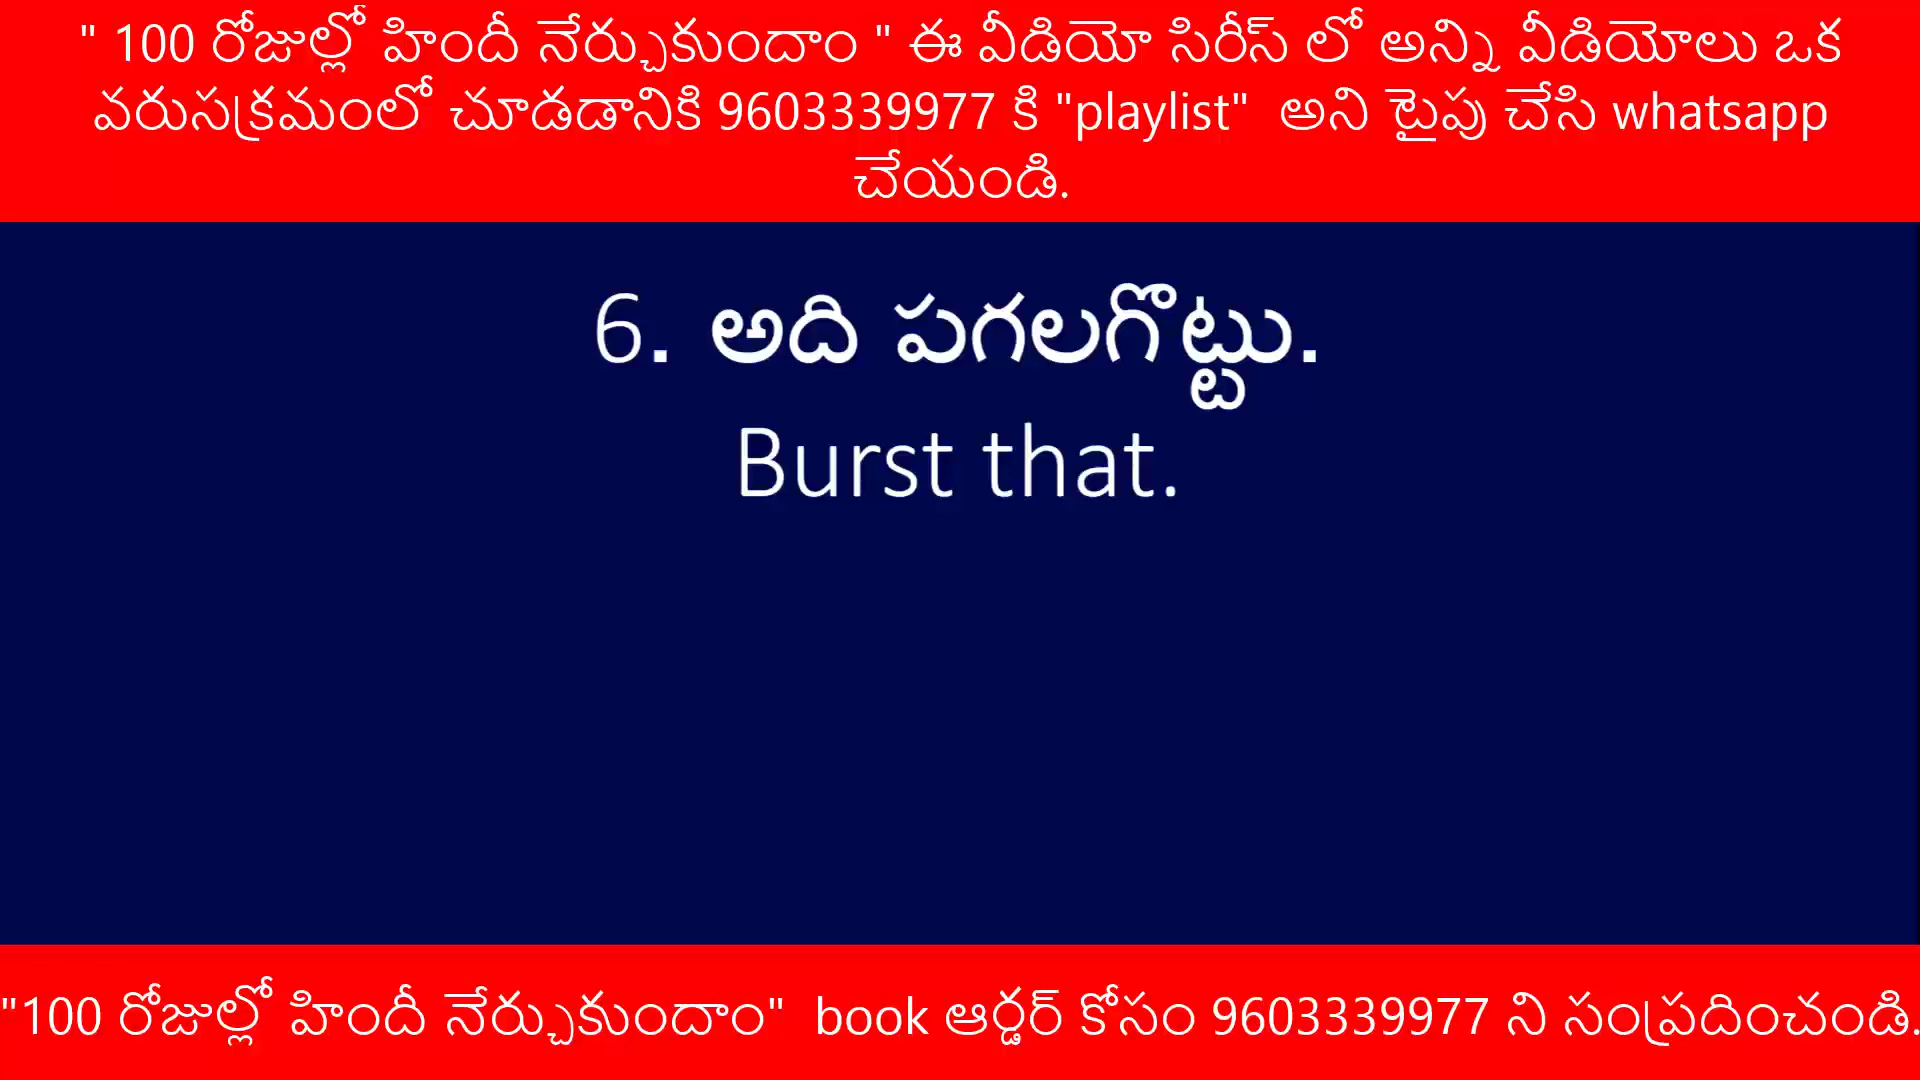 " 100 రోజుల్లో హిందీ నేర్చుకుందాం " ఈ వీడియో సిరీస్ లో అన్ని వీడియోలు ఒక
వరుసక్రమంలో చూడడానికి 9603339977 కి "playlist" అని టైపు చేసి whatsapp
చేయండి.
6. అది పగలగొట్టు.
Burst that.
"100 రోజుల్లో హిందీ నేర్చుకుందాం" book ఆర్డర్ కోసం 9603339977 ని సంప్రదించండి.